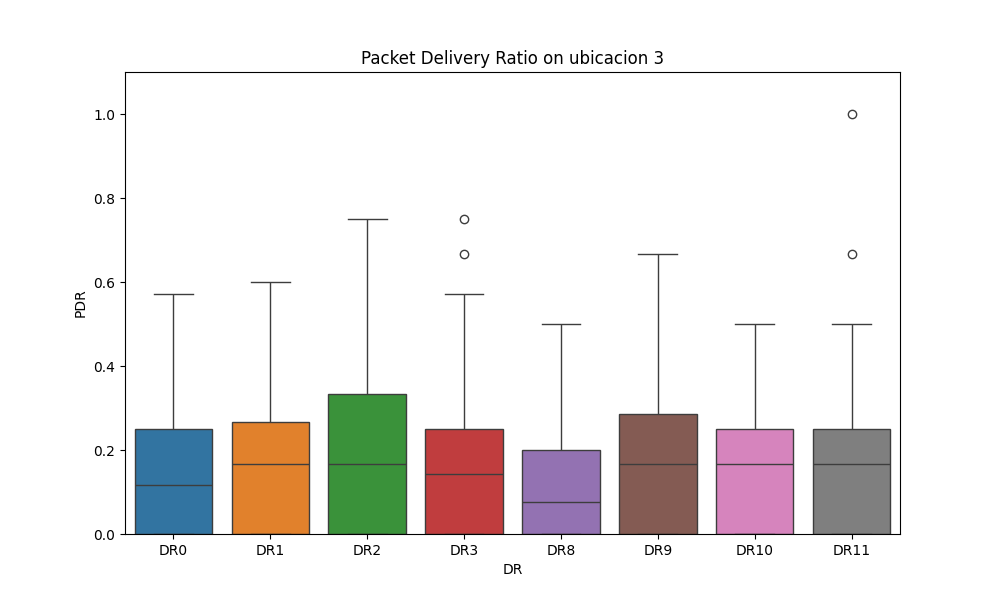 Packet Delivery Ratio on ubicacion 3
PDR
1.0
0.8
0.6
0.4
0.2
0.0
DR0 DR1 DR2 DR3 DR8 DR9 DR10 DR11
DR